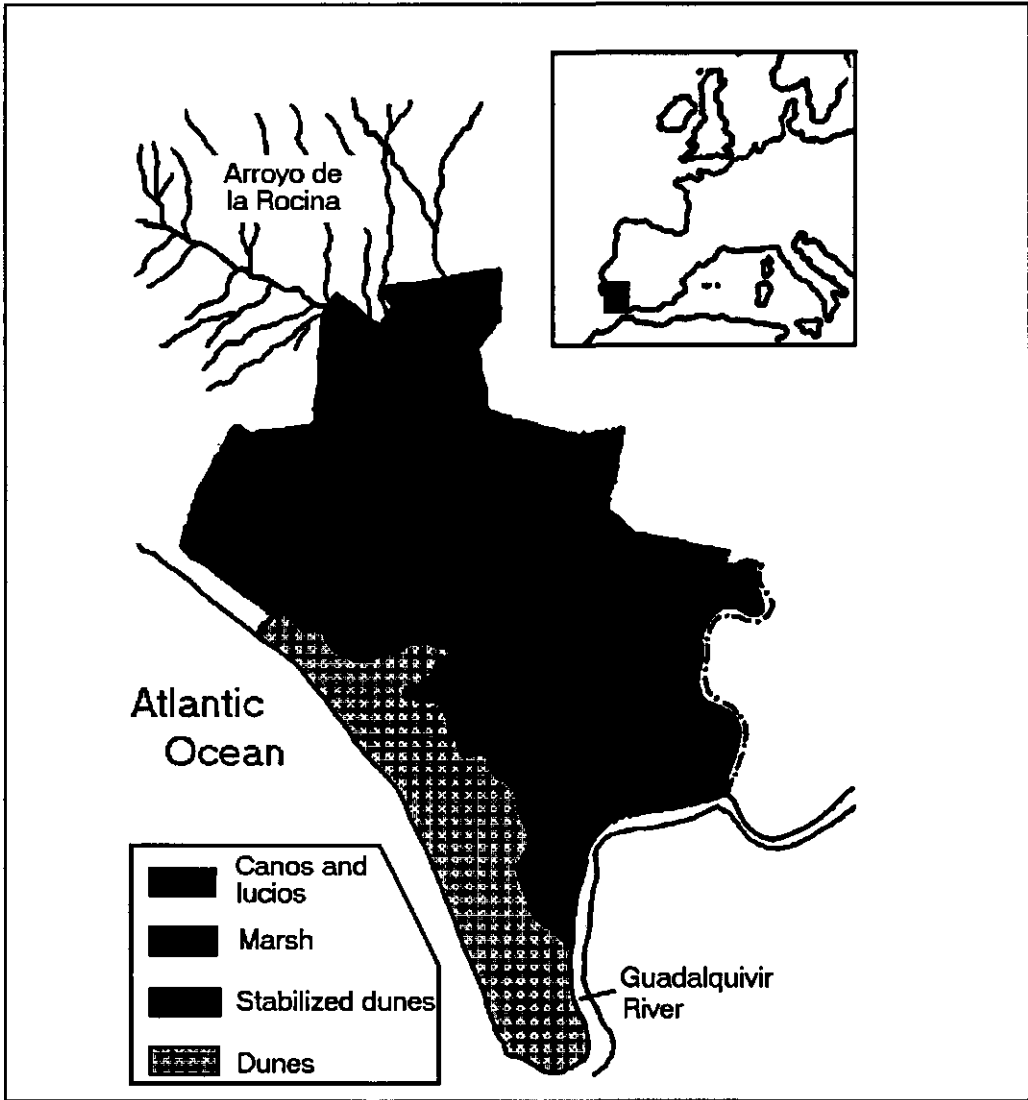 Arroyo de
la Rocina
Atlantic
Ocean
Canos and
lucios
Marsh
Stabilized dunes
Dunes
Guadalquivir
River